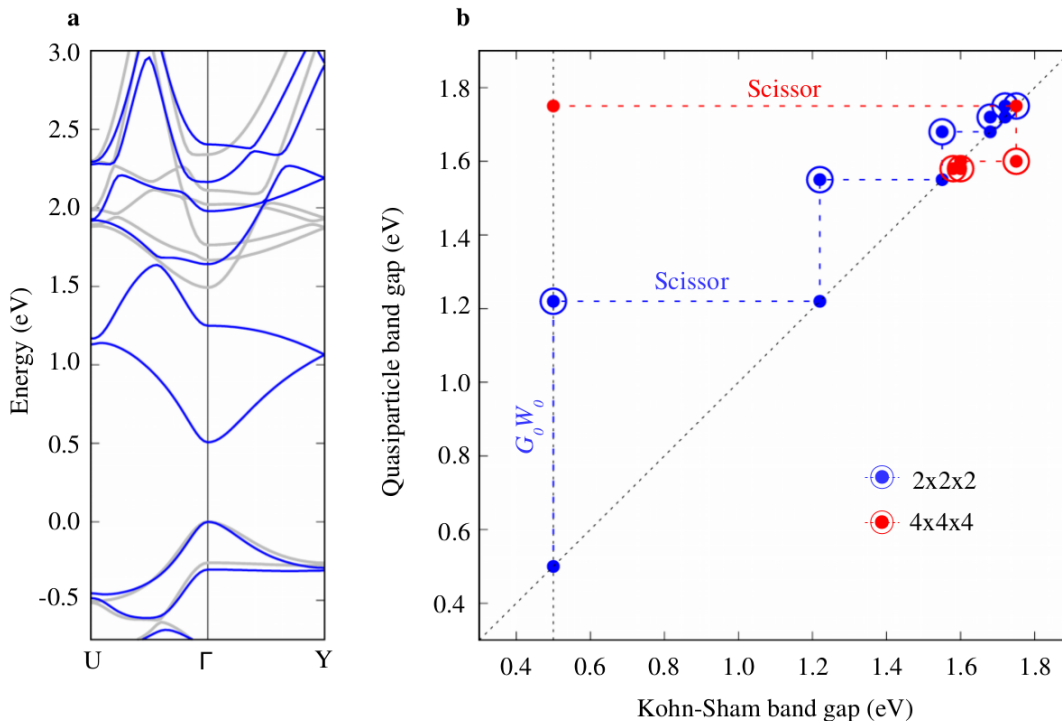 a
3.0
2.5
2.0
1.5
1.0
0.5
0.0
-0.5
Energy (eV)
U Γ Y
b
1.8
1.6
1.4
1.2
1.0
0.8
0.6
0.4
Quasiparticle band gap (eV)
Scissor
Scissor
GoWo
2x2x2
4x4x4
0.4 0.6 0.8 1.0 1.2 1.4 1.6 1.8
Kohn-Sham band gap (eV)